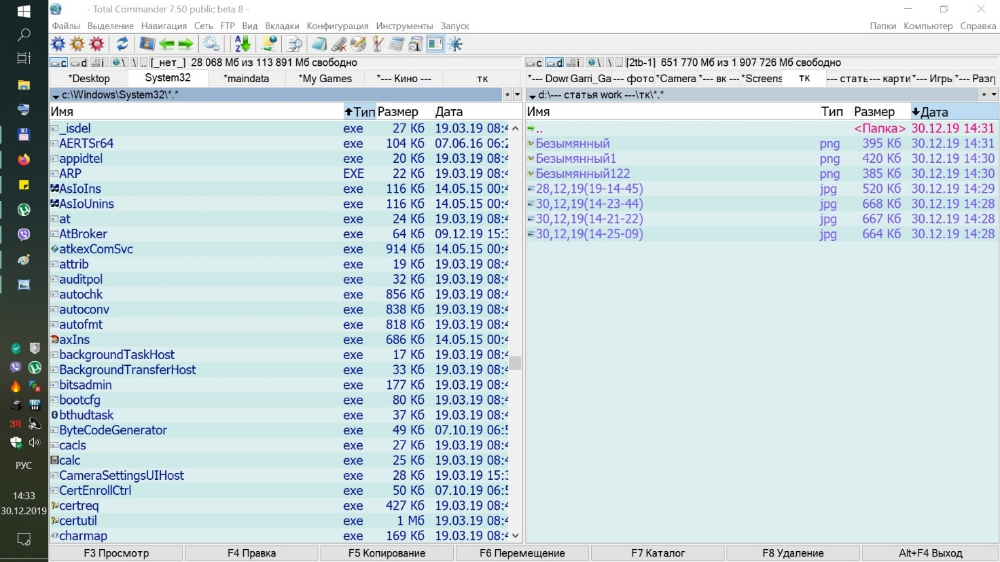 - Total Commander 7.50 public beta 8 -
Файлы Выделение Навигация Сеть FTP Вид Вкладки Конфигурация Инструменты Запуск Папки Компьютер Справка
c d i \ \ .. [_нет_] 28 068 Мб из 113 891 Мб свободно
c d i \ \ .. [2tb-1] 651 770 Мб из 1 907 726 Мб свободно
*Desktop System32 *maindata *My Games *--- Кино --- тк
*--- Dowr Garri_Ga --- фото *Camera *--- вк --- *Screens тк --- стать --- карти *--- Игрь *--- Разгр
c:\Windows\System32\*.*
Имя Тип Размер Дата
_isdel exe 27 Кб 19.03.19 08:4
AERTSr64 exe 104 Кб 07.06.16 06:2
appidtel exe 20 Кб 19.03.19 08:4
ARP EXE 22 Кб 19.03.19 08:4
AsIoIns exe 116 Кб 14.05.15 00:4
AsIoUnins exe 116 Кб 14.05.15 00:4
at exe 24 Кб 19.03.19 08:4
AtBroker exe 64 Кб 09.12.19 15:3
atkexComSvc exe 914 Кб 14.05.15 00:4
attrib exe 19 Кб 19.03.19 08:4
auditpol exe 32 Кб 19.03.19 08:4
autochk exe 856 Кб 19.03.19 08:4
autoconv exe 838 Кб 19.03.19 08:4
autofmt exe 818 Кб 19.03.19 08:4
axIns exe 686 Кб 14.05.15 00:4
backgroundTaskHost exe 17 Кб 19.03.19 08:4
BackgroundTransferHost exe 33 Кб 19.03.19 08:4
bitsadmin exe 177 Кб 19.03.19 08:4
bootcfg exe 80 Кб 19.03.19 08:4
bthudtask exe 37 Кб 19.03.19 08:4
ByteCodeGenerator exe 49 Кб 07.10.19 06:5
cacls exe 27 Кб 19.03.19 08:4
calc exe 25 Кб 19.03.19 08:4
CameraSettingsUIHost exe 28 Кб 19.03.19 15:3
CertEnrollCtrl exe 50 Кб 07.10.19 06:5
certreq exe 427 Кб 19.03.19 08:4
certutil exe 1 Мб 19.03.19 08:4
charmap exe 169 Кб 19.03.19 08:4
d:\--- статья work ---\тк\*.*
Имя Тип Размер Дата
.. <Папка> 30.12.19 14:31
Безымянный png 395 Кб 30.12.19 14:31
Безымянный1 png 420 Кб 30.12.19 14:30
Безымянный122 png 385 Кб 30.12.19 14:30
28,12,19(19-14-45) jpg 520 Кб 30.12.19 14:29
30,12,19(14-23-44) jpg 668 Кб 30.12.19 14:28
30,12,19(14-21-22) jpg 667 Кб 30.12.19 14:28
30,12,19(14-25-09) jpg 664 Кб 30.12.19 14:28
34
РУС
14:33
30.12.2019
F3 Просмотр F4 Правка F5 Копирование F6 Перемещение F7 Каталог F8 Удаление Alt+F4 Выход